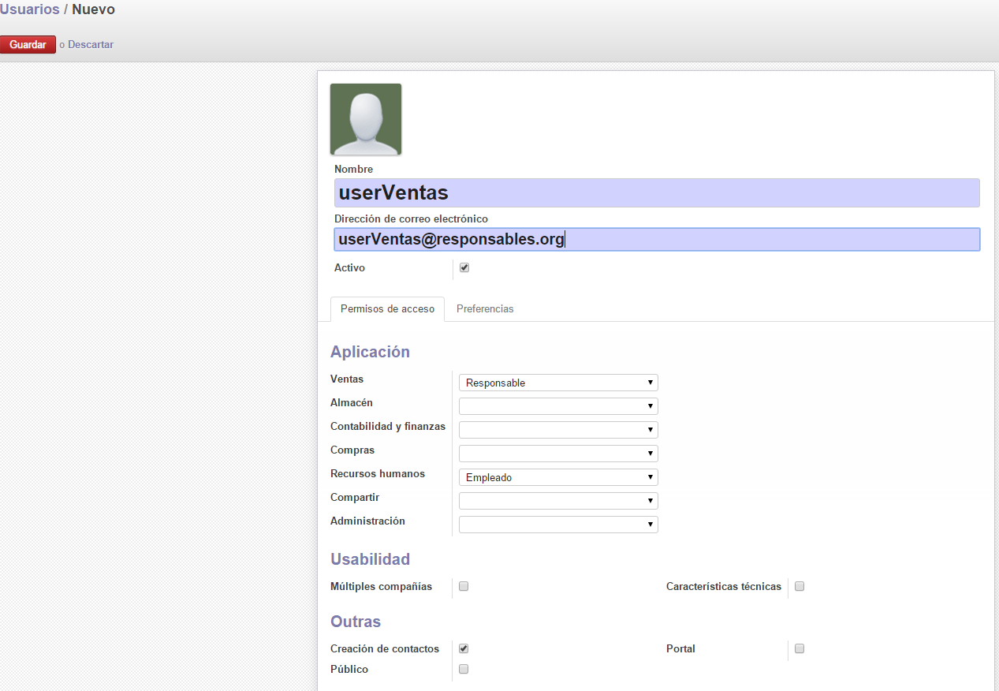 Usuarios / Nuevo
Guardar o Descartar
Nombre
userVentas
Dirección de correo electrónico
userVentas@responsables.org
Activo
Permisos de acceso Preferencias
Aplicación
Ventas Responsable
Almacén
Contabilidad y finanzas
Compras
Recursos humanos Empleado
Compartir
Administración
Usabilidad
Múltiples compañías Características técnicas
Outras
Creación de contactos Portal
Público